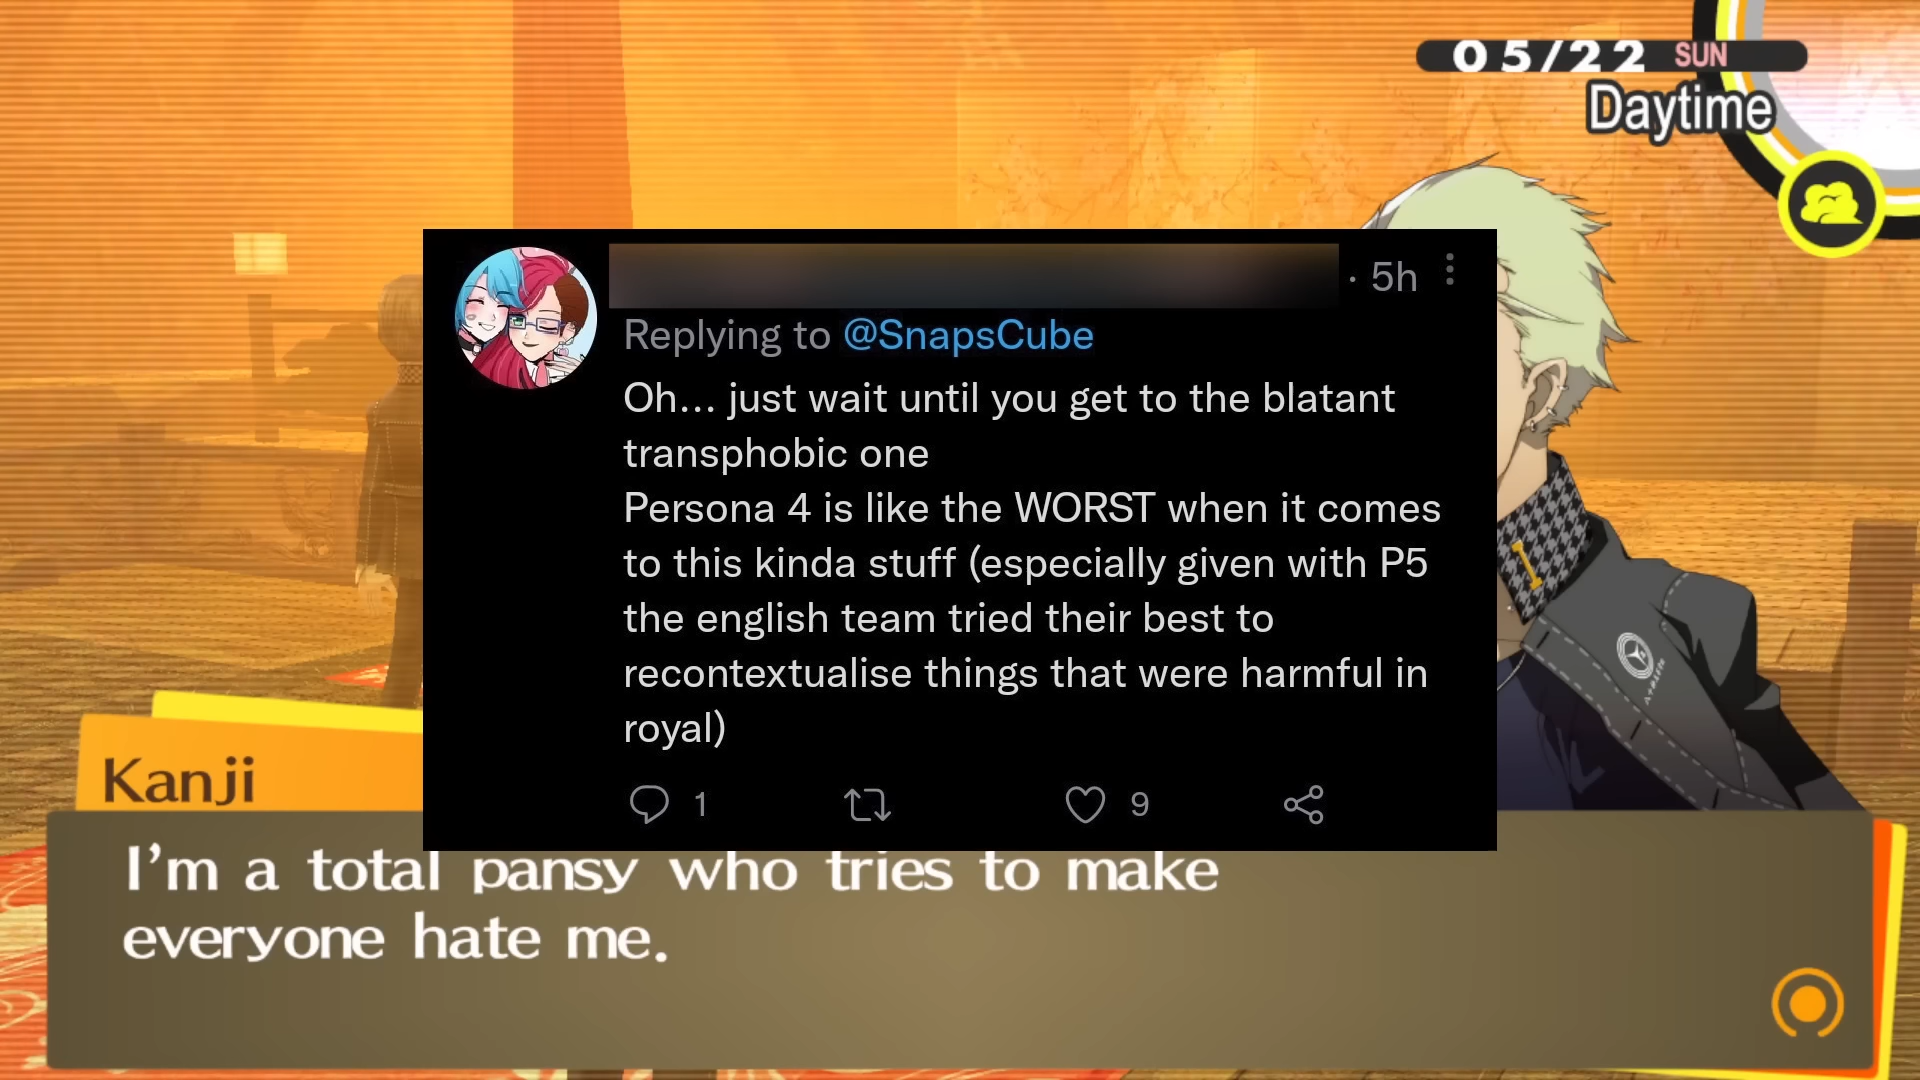 05/22 SUN
Daytime
· 5h
Replying to @SnapsCube
Oh... just wait until you get to the blatant
transphobic one
Persona 4 is like the WORST when it comes
to this kinda stuff (especially given with P5
the english team tried their best to
recontextualise things that were harmful in
royal)
1
9
Kanji
I'm a total pansy who tries to make
everyone hate me.